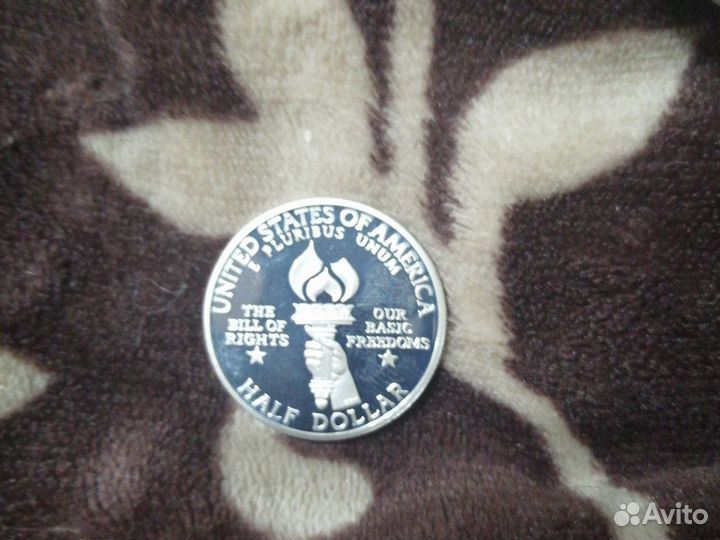 UNITED STATES OF AMERICA
E PLURIBUS UNUM
THE
BILL OF
RIGHTS
OUR
BASIC
FREEDOMS
HALF DOLLAR
Avito